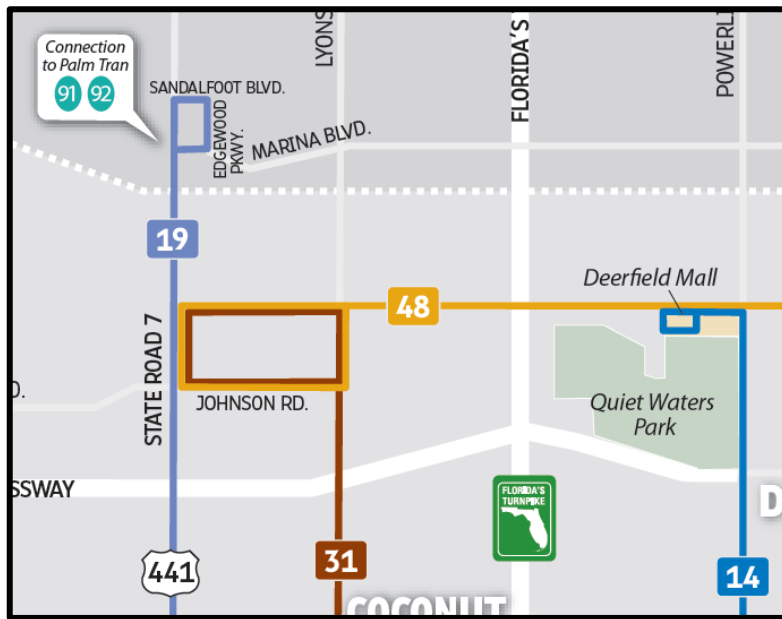 Connection
to Palm Tran
91 92
SANDALFOOT BLVD.
EDGEWOOD
PKWY.
MARINA BLVD.
LYONS
FLORIDA'S
POWERLI
19
48
Deerfield Mall
STATE ROAD 7
D.
JOHNSON RD.
Quiet Waters
Park
SSWAY
FLORIDA'S
TURNPIKE
D
441
31
14
COCONUT